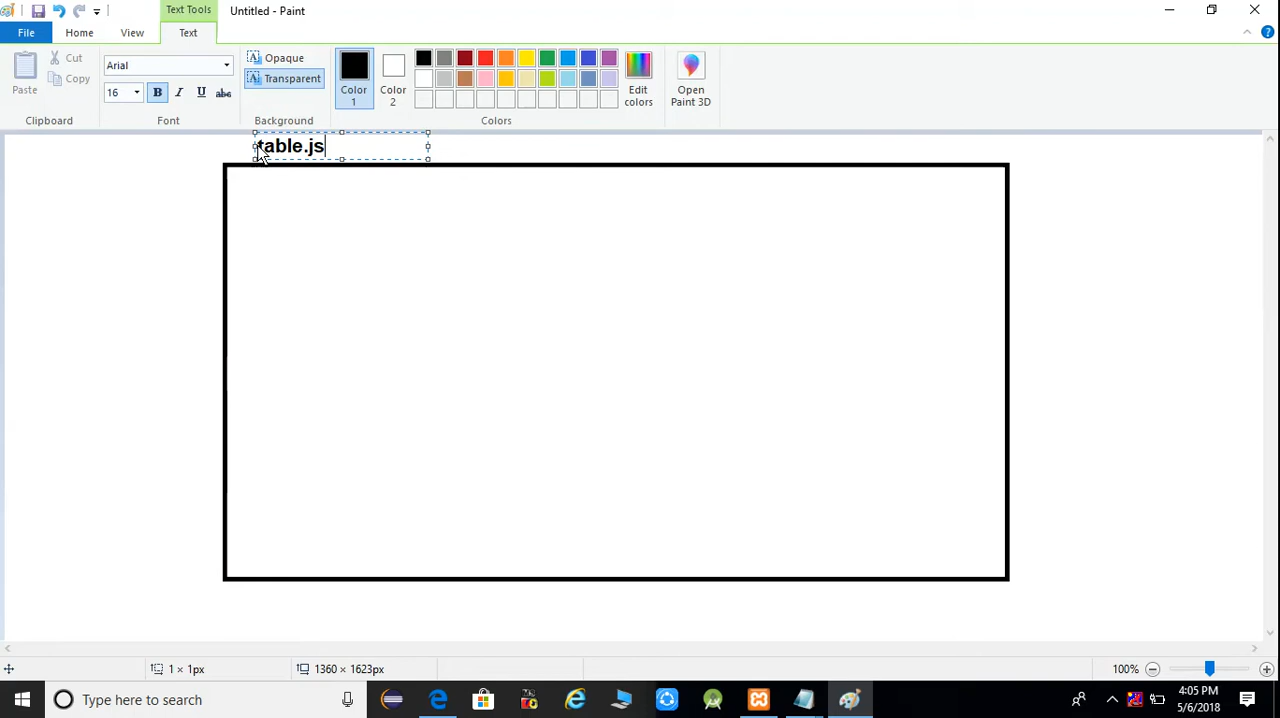 Text Tools
Untitled - Paint
File
Home
View
Text
Paste
Cut
Copy
Clipboard
Arial
16
B
I
U
abc
Font
Opaque
Transparent
Background
Color 1
Color 2
Edit colors
Colors
Open Paint 3D
table.js
1 × 1px
1360 × 1623px
100%
Type here to search
4:05 PM
5/6/2018